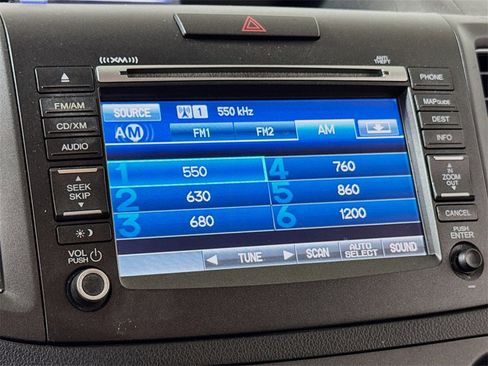 ((( XM )))
ANTI
THEFT
FM/AM
CD/XM
AUDIO
SEEK
SKIP
VOL
PUSH
SOURCE
1 550 kHz
AM
FM1 FM2 AM
1 550
2 630
3 680
4 760
5 860
6 1200
TUNE
SCAN
AUTO
SELECT
SOUND
PHONE
MAP GUIDE
DEST
INFO
IN
ZOOM
OUT
CANCEL
PUSH
ENTER